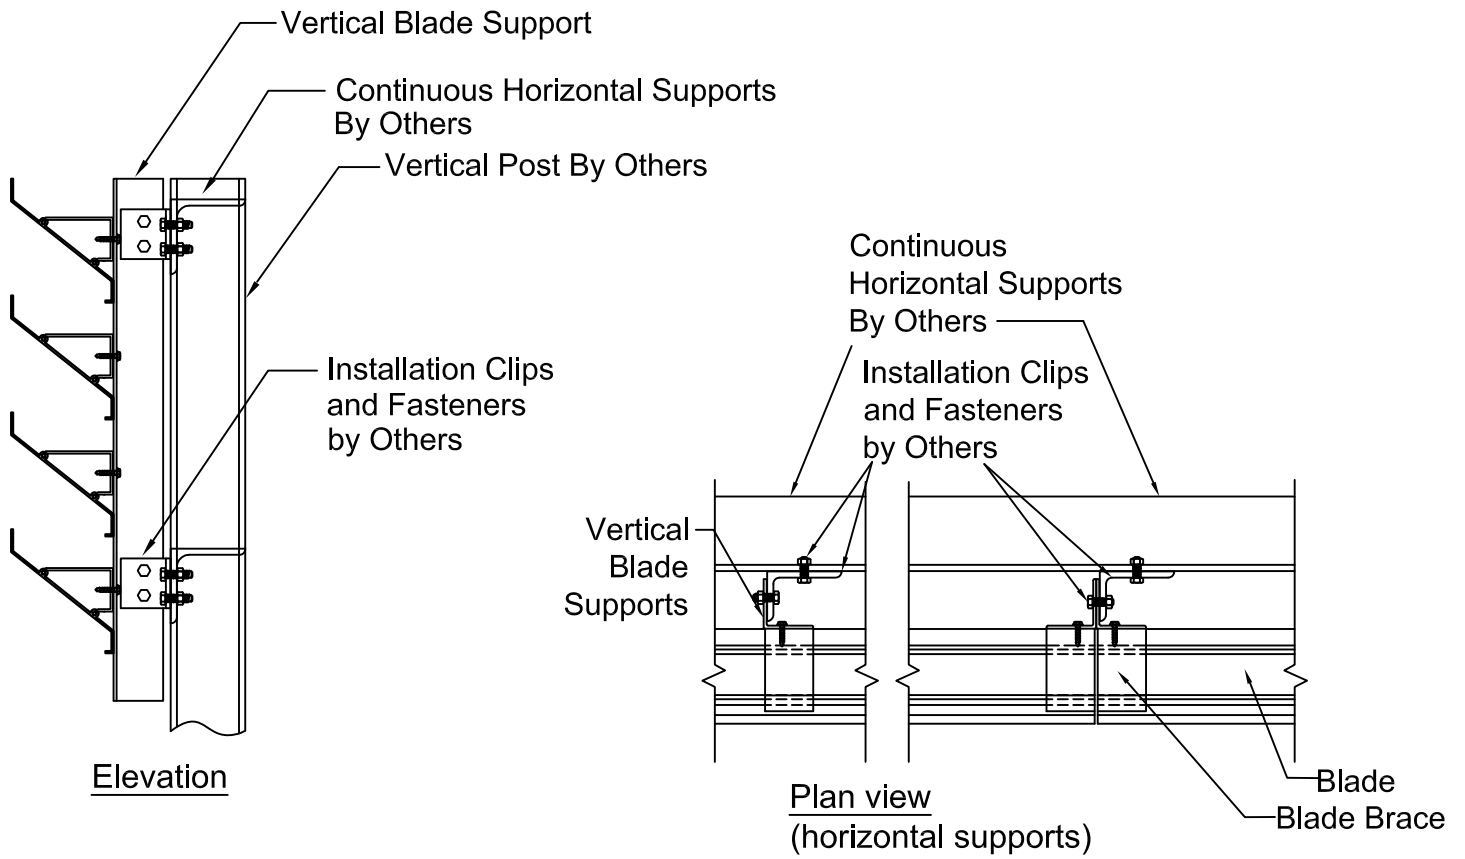 Vertical Blade Support
Continuous Horizontal Supports
By Others
Vertical Post By Others
Installation Clips
and Fasteners
by Others
Elevation
Continuous
Horizontal Supports
By Others
Installation Clips
and Fasteners
by Others
Vertical
Blade
Supports
Blade
Blade Brace
Plan view
(horizontal supports)